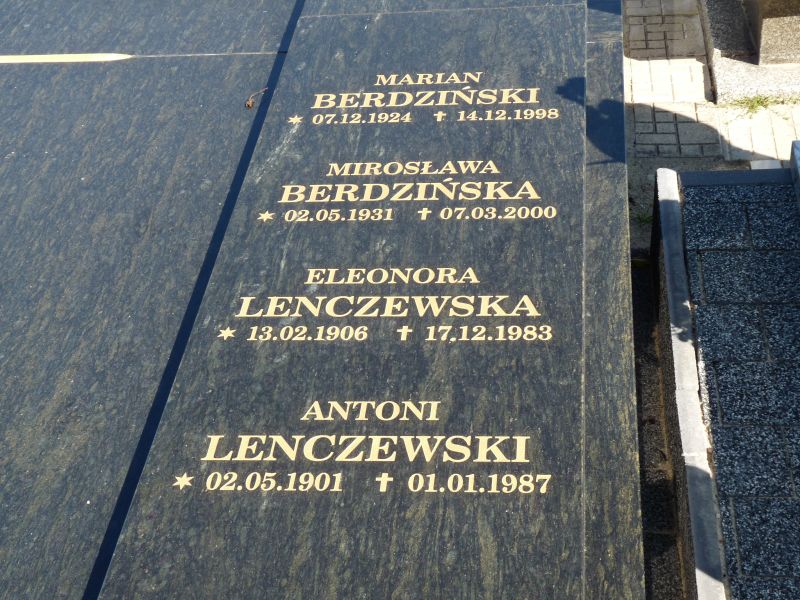 MARIAN
BERDZIŃSKI
✶ 07.12.1924 ✝ 14.12.1998
MIROSŁAWA
BERDZIŃSKA
✶ 02.05.1931 ✝ 07.03.2000
ELEONORA
LENCZEWSKA
✶ 13.02.1906 ✝ 17.12.1983
ANTONI
LENCZEWSKI
✶ 02.05.1901 ✝ 01.01.1987